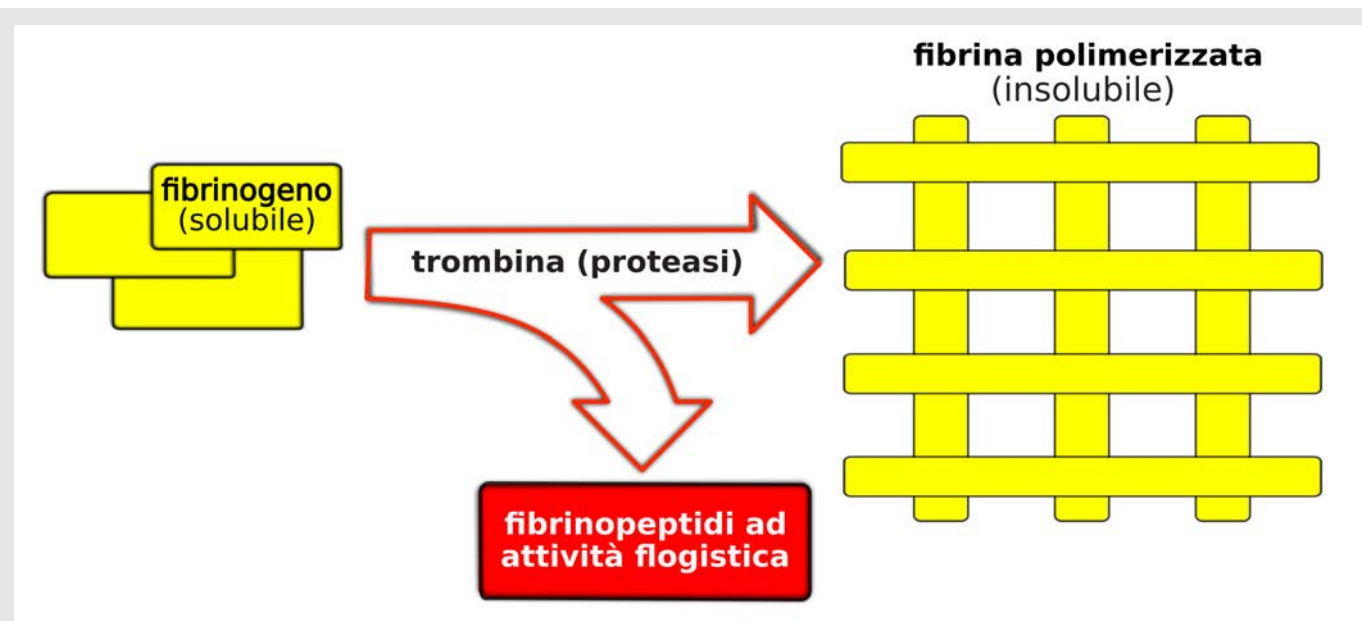 fibrina polimerizzata
(insolubile)
fibrinogeno
(solubile)
trombina (proteasi)
fibrinopeptidi ad
attività flogistica